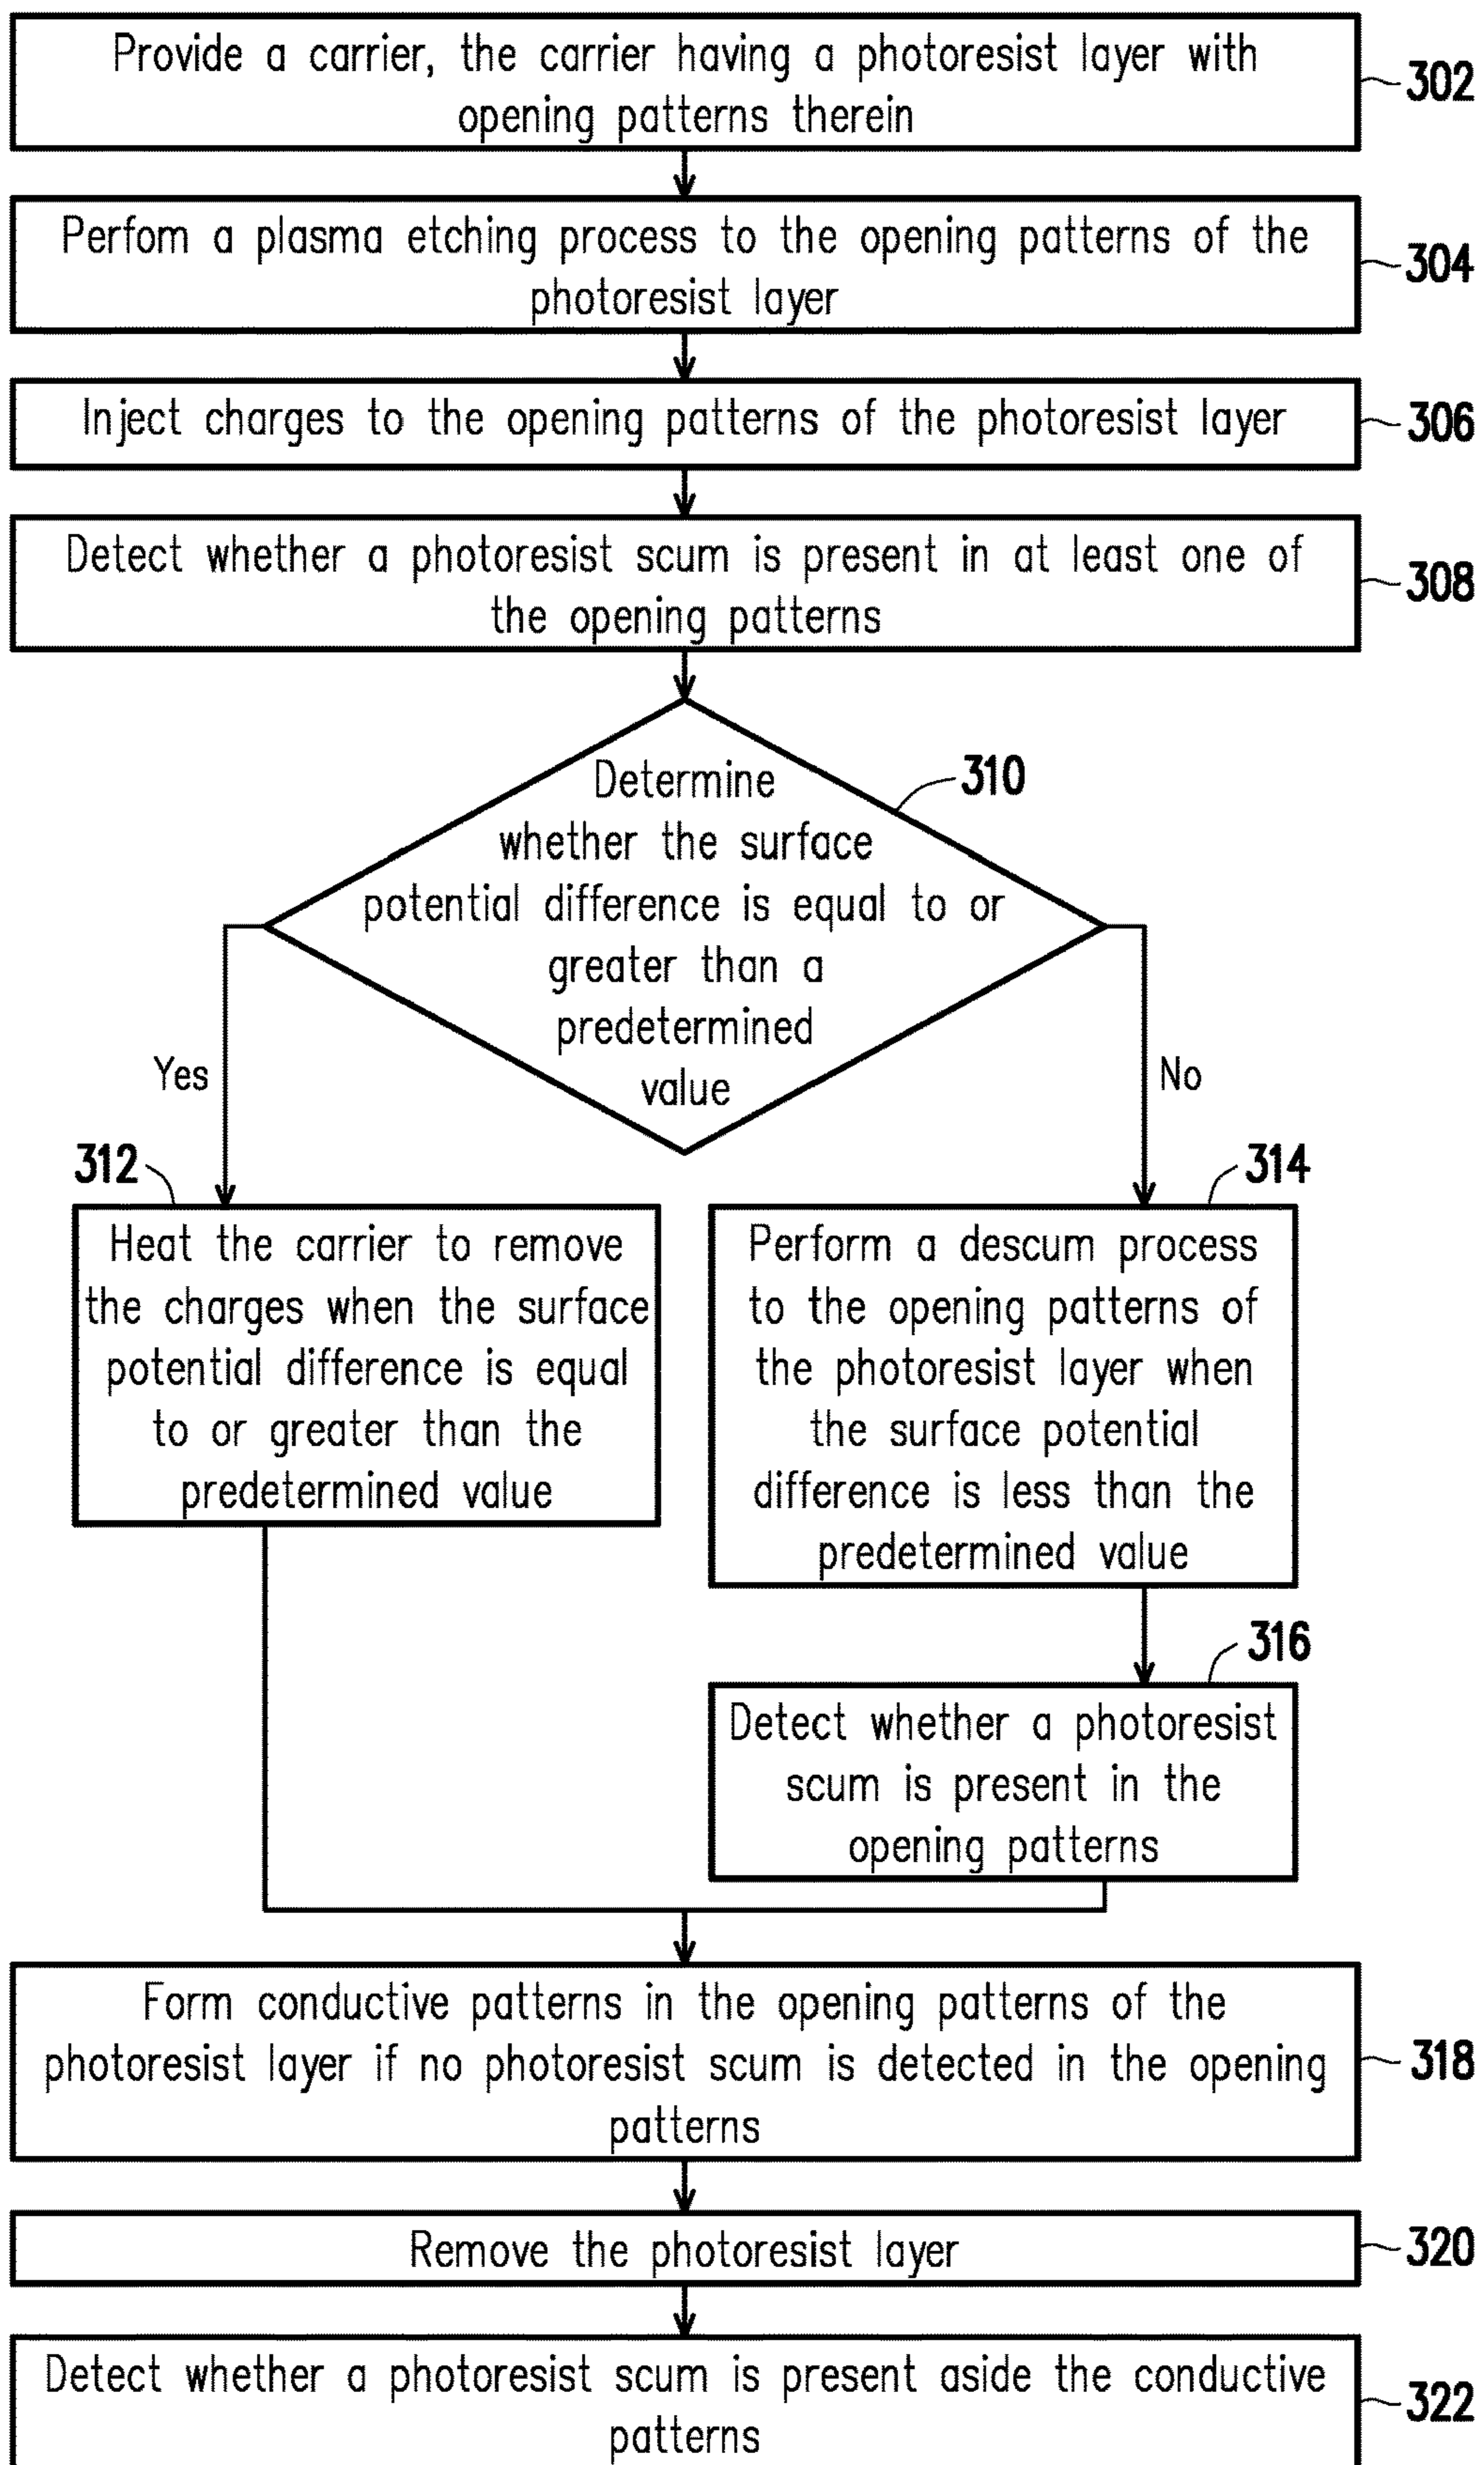 Provide a carrier, the carrier having a photoresist layer with
opening patterns therein
302
Perfom a plasma etching process to the opening patterns of the
photoresist layer
304
Inject charges to the opening patterns of the photoresist layer
306
Detect whether a photoresist scum is present in at least one of
the opening patterns
308
Determine
whether the surface
potential difference is equal to or
greater than a
predetermined
value
310
Yes
No
312
Heat the carrier to remove
the charges when the surface
potential difference is equal
to or greater than the
predetermined value
314
Perform a descum process
to the opening patterns of
the photoresist layer when
the surface potential
difference is less than the
predetermined value
316
Detect whether a photoresist
scum is present in the
opening patterns
Form conductive patterns in the opening patterns of the
photoresist layer if no photoresist scum is detected in the opening
patterns
318
Remove the photoresist layer
320
Detect whether a photoresist scum is present aside the conductive
patterns
322